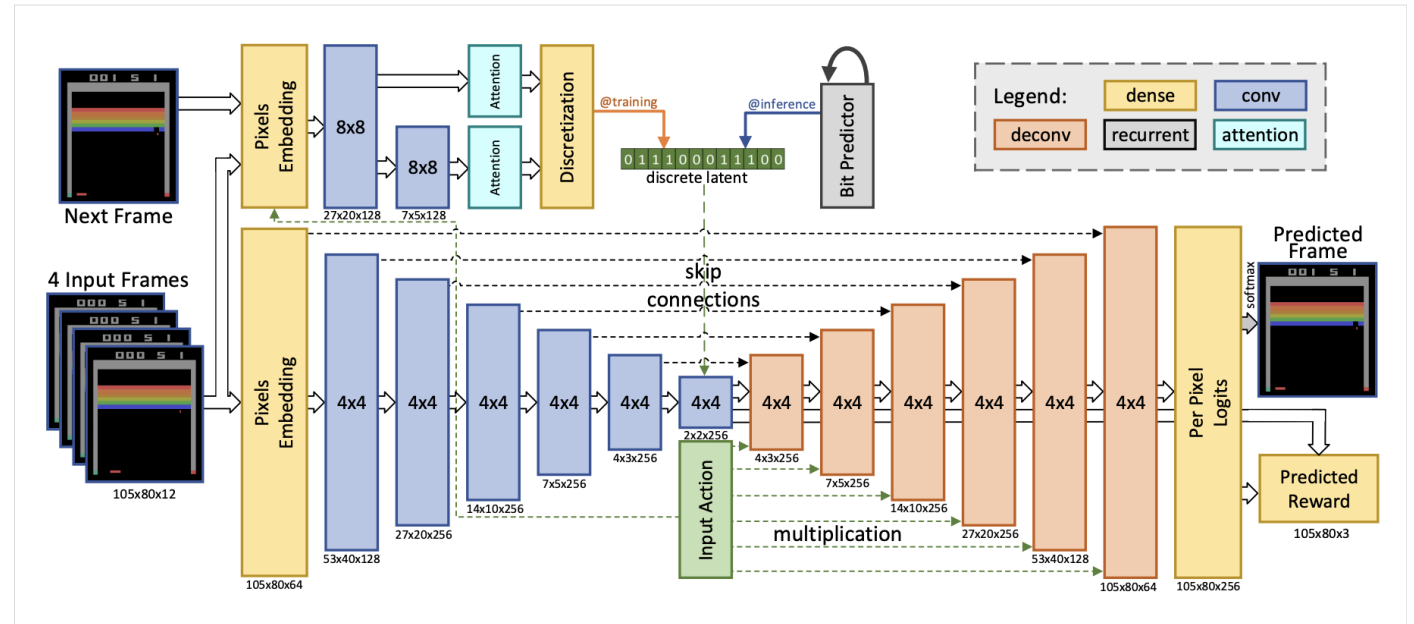 001 5 1
Next Frame
Pixels
Embedding
8x8
27x20x128
8x8
7x5x128
Attention
Attention
Discretization
@training
@inference
0 1 1 1 1 0 0 0 1 1 1 0 0
discrete latent
Bit Predictor
Legend:
dense
conv
deconv
recurrent
attention
4 Input Frames
000 5 1
000 5 1
000 5 1
000 5 1
105x80x12
Pixels
Embedding
105x80x64
4x4
53x40x128
4x4
27x20x256
4x4
14x10x256
4x4
7x5x256
4x4
4x3x256
4x4
2x2x256
skip
connections
Input Action
multiplication
4x4
4x3x256
4x4
7x5x256
4x4
14x10x256
4x4
27x20x256
4x4
53x40x128
4x4
105x80x64
Per Pixel
Logits
105x80x256
softmax
Predicted
Frame
001 5 1
Predicted
Reward
105x80x3